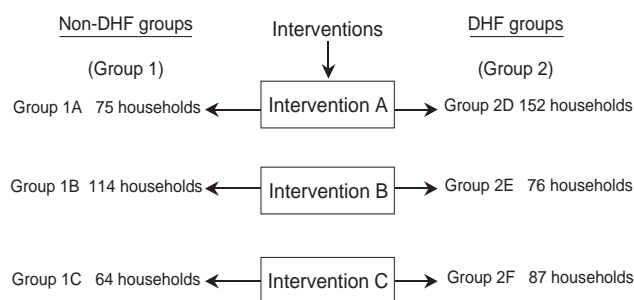 Non-DHF groups Interventions DHF groups
(Group 1) (Group 2)
Group 1A 75 households Intervention A Group 2D 152 households
Group 1B 114 households Intervention B Group 2E 76 households
Group 1C 64 households Intervention C Group 2F 87 households